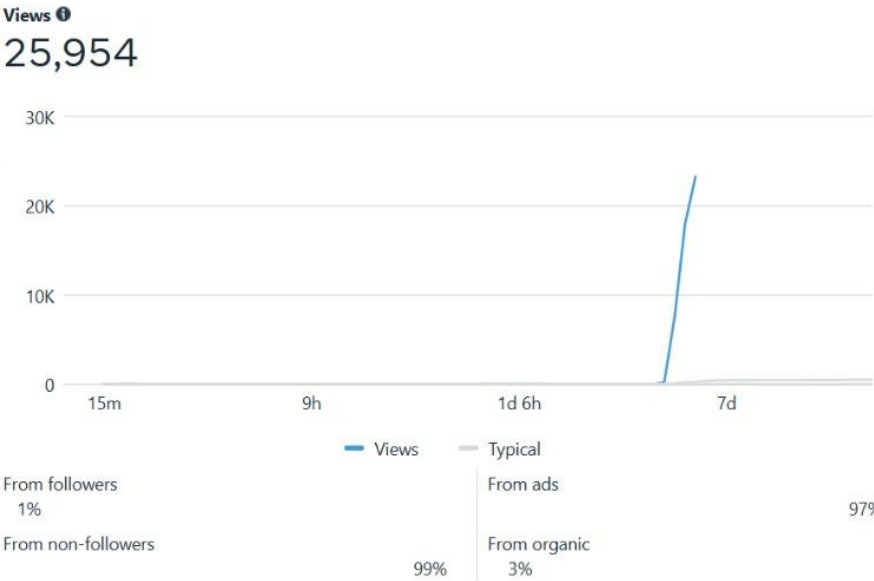 Views
25,954
30K
20K
10K
0
15m 9h 1d 6h 7d
Views Typical
From followers
1%
From non-followers
99%
From ads
97%
From organic
3%